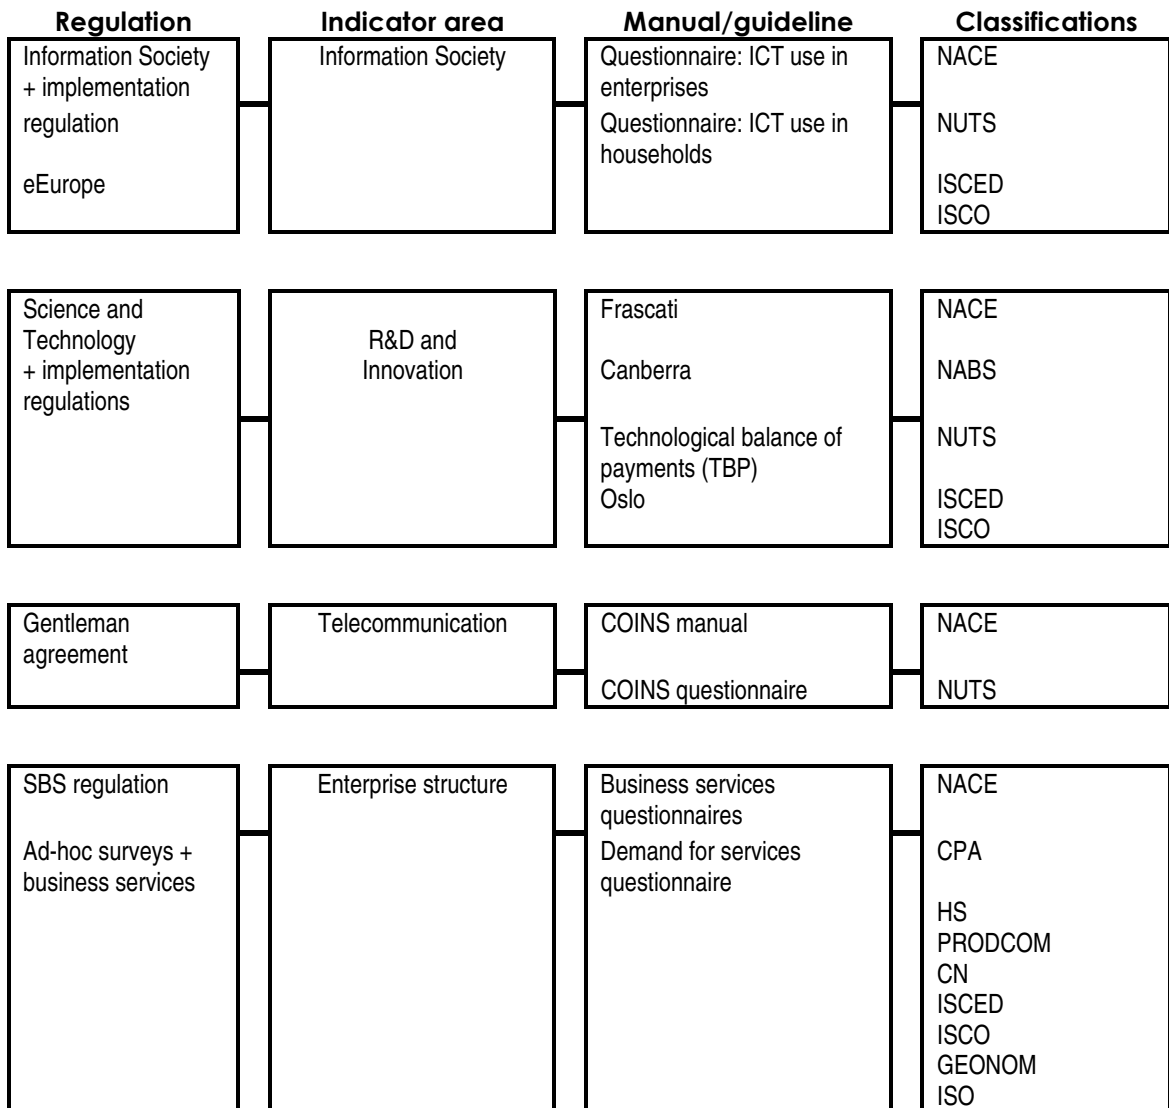 Regulation
Indicator area
Manual/guideline
Classifications
Information Society
+ implementation
regulation
eEurope
Information Society
Questionnaire: ICT use in
enterprises
Questionnaire: ICT use in
households
NACE
NUTS
ISCED
ISCO
Science and
Technology
+ implementation
regulations
R&D and
Innovation
Frascati
Canberra
Technological balance of
payments (TBP)
Oslo
NACE
NABS
NUTS
ISCED
ISCO
Gentleman
agreement
Telecommunication
COINS manual
COINS questionnaire
NACE
NUTS
SBS regulation
Ad-hoc surveys +
business services
Enterprise structure
Business services
questionnaires
Demand for services
questionnaire
NACE
CPA
HS
PRODCOM
CN
ISCED
ISCO
GEONOM
ISO